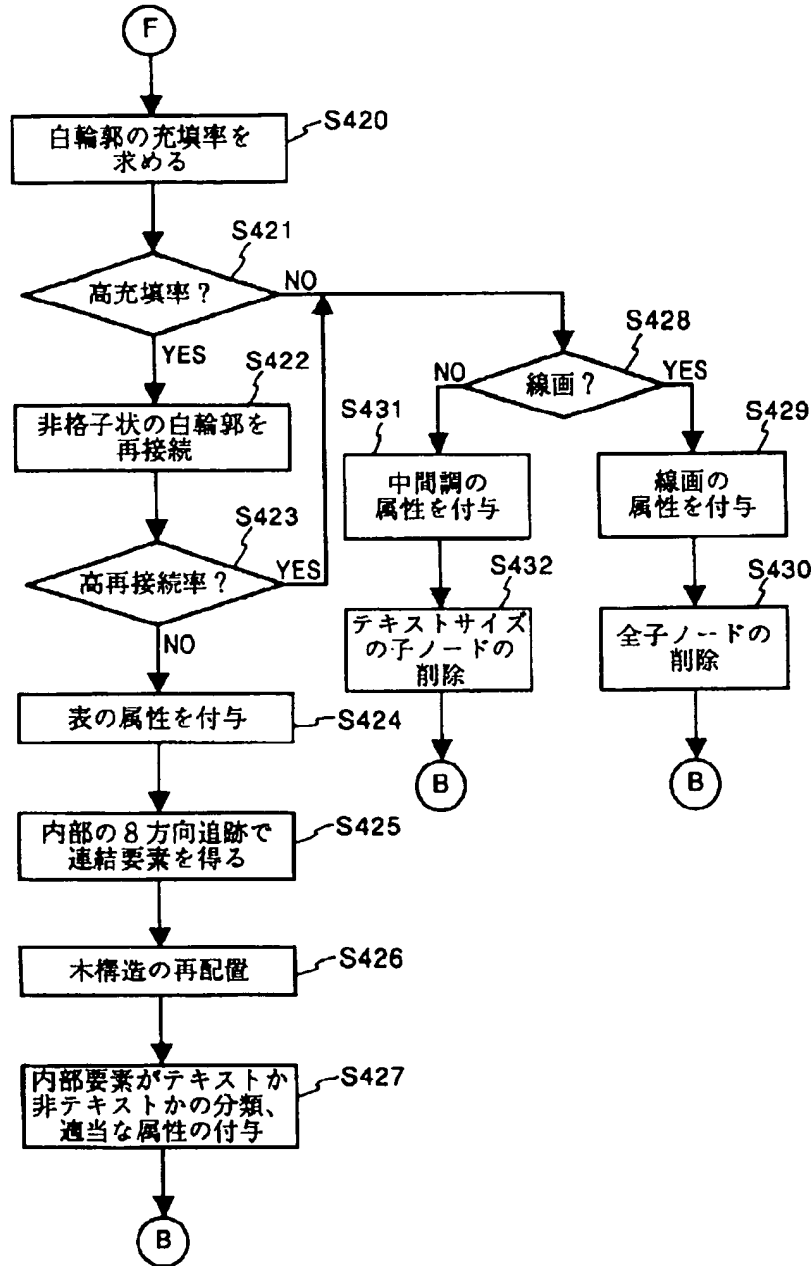 F
S420
白輪郭の充填率を
求める
S421
高充填率？
NO
YES
S422
非格子状の白輪郭を
再接続
S423
高再接続率？
YES
NO
表の属性を付与
S424
内部の８方向追跡で
連結要素を得る
S425
木構造の再配置
S426
内部要素がテキストか
非テキストかの分類、
適当な属性の付与
S427
B
S428
線画？
NO
YES
S431
中間調の
属性を付与
S432
テキストサイズ
の子ノードの
削除
B
S429
線画の
属性を付与
S430
全子ノードの
削除
B